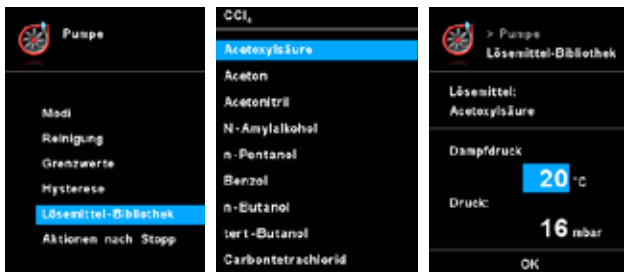 Pumpe
Modi
Reinigung
Grenzwerte
Hysterese
Lösemittel-Bibliothek
Aktionen nach Stopp
CCl₄
Acetoxylsäure
Aceton
Acetonitril
N-Amylalkohol
n-Pentanol
Benzol
n-Butanol
tert-Butanol
Carbontetrachlorid
> Pumpe
Lösemittel-Bibliothek
Lösemittel:
Acetoxylsäure
Dampfdruck
20 °C
Druck:
16 mbar
OK